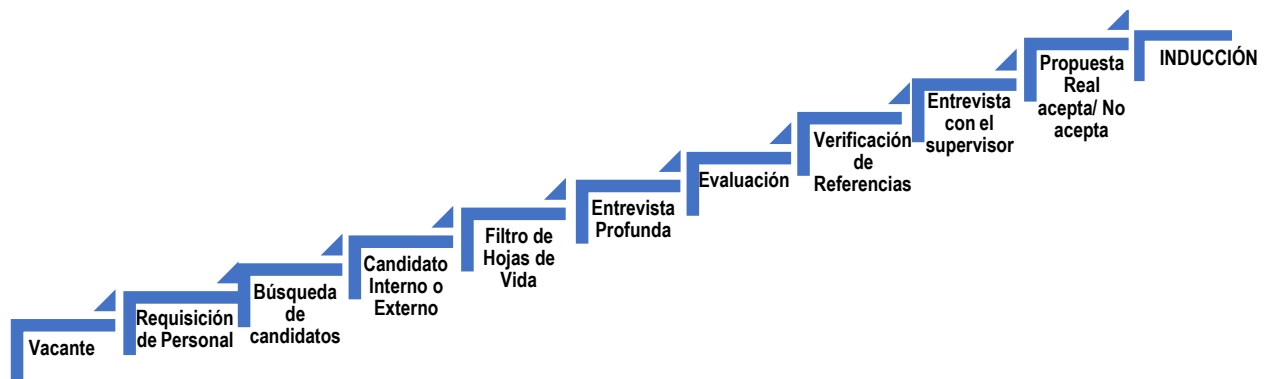 Vacante
Requisición
de Personal
Búsqueda
de
candidatos
Candidato
Interno o
Externo
Filtro de
Hojas de
Vida
Entrevista
Profunda
Evaluación
Verificación
de
Referencias
Entrevista
con el
supervisor
Propuesta
Real
acepta/ No
acepta
INDUCCIÓN